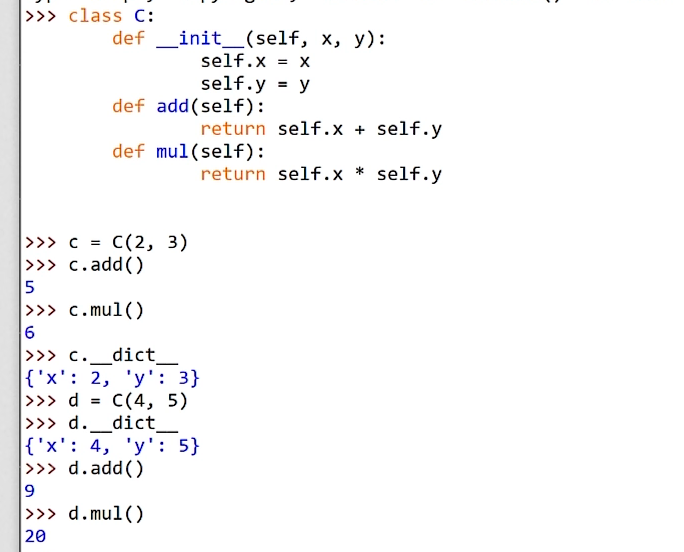 >>> class C:
        def __init__(self, x, y):
                self.x = x
                self.y = y
        def add(self):
                return self.x + self.y
        def mul(self):
                return self.x * self.y
>>> c = C(2, 3)
>>> c.add()
5
>>> c.mul()
6
>>> c.__dict__
{'x': 2, 'y': 3}
>>> d = C(4, 5)
>>> d.__dict__
{'x': 4, 'y': 5}
>>> d.add()
9
>>> d.mul()
20